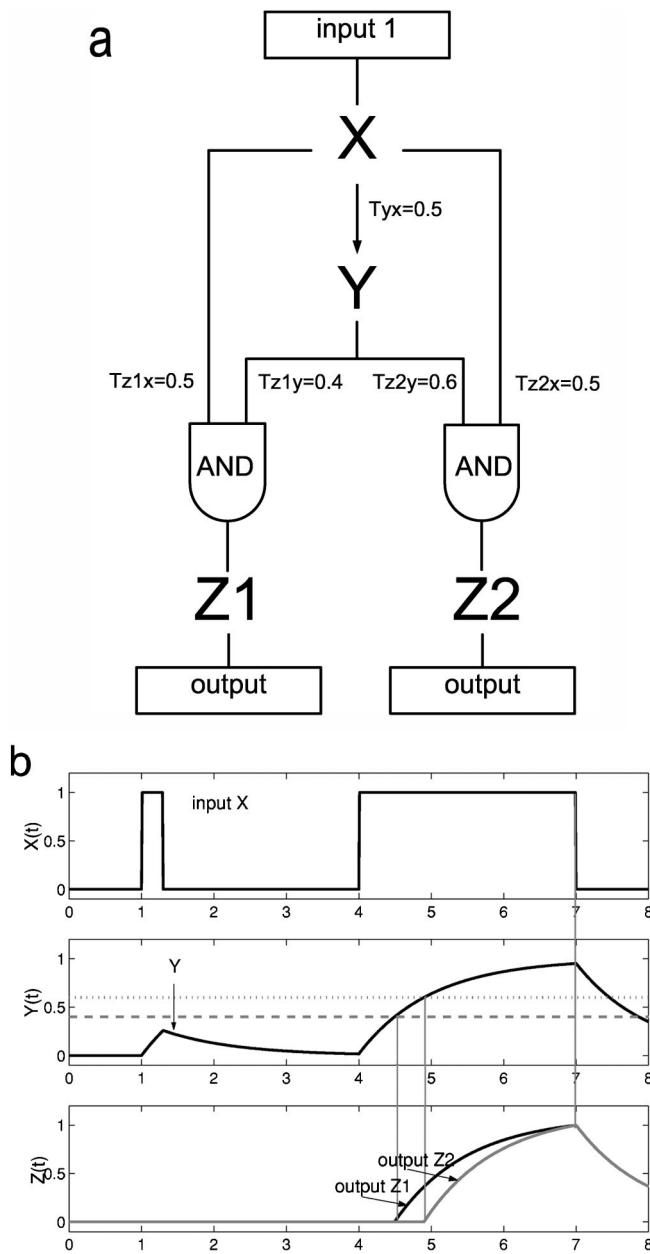 a
input 1
X
Tyx=0.5
Y
Tz1x=0.5
Tz1y=0.4
Tz2y=0.6
Tz2x=0.5
AND
AND
Z1
Z2
output
output
b
X(t)
1
0.5
0
input X
0 1 2 3 4 5 6 7 8
Y(t)
1
0.5
0
Y
0 1 2 3 4 5 6 7 8
Z(t)
1
0.5
0
output Z2
output Z1
0 1 2 3 4 5 6 7 8